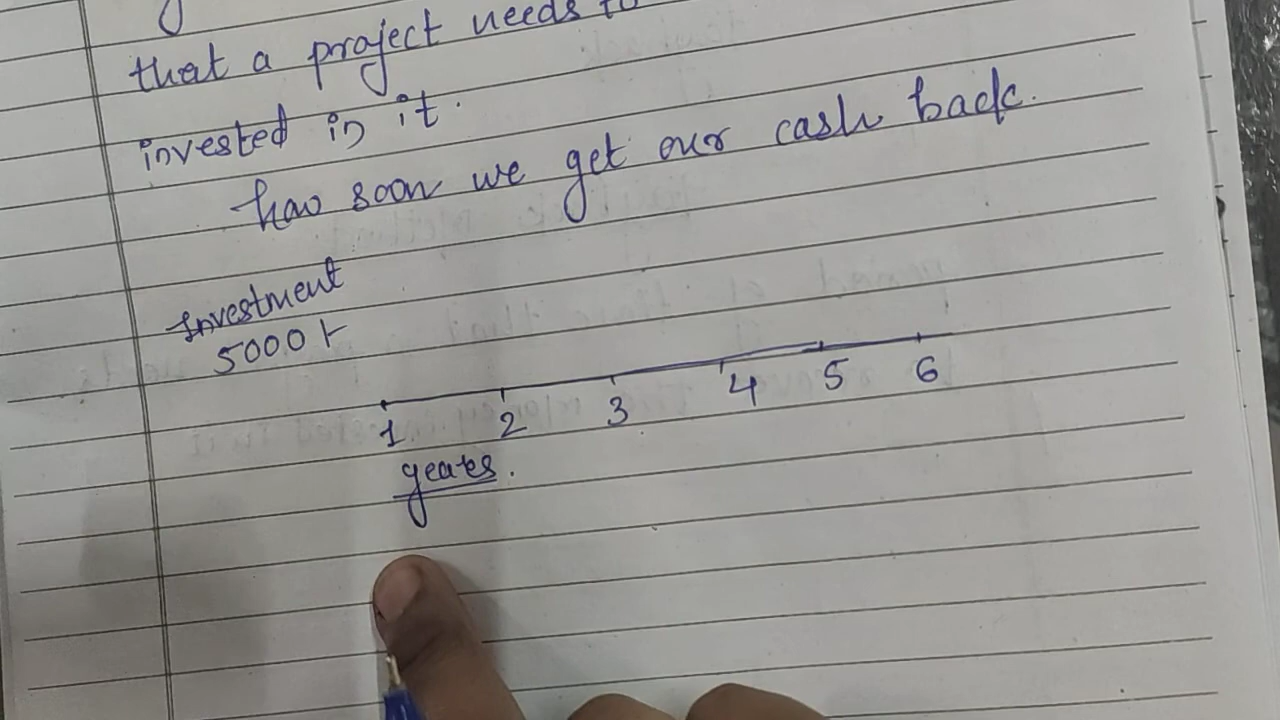 that a project needs to
invested in it.
how soon we get our cash back.
Investment
5000/-
1 2 3 4 5 6
years.